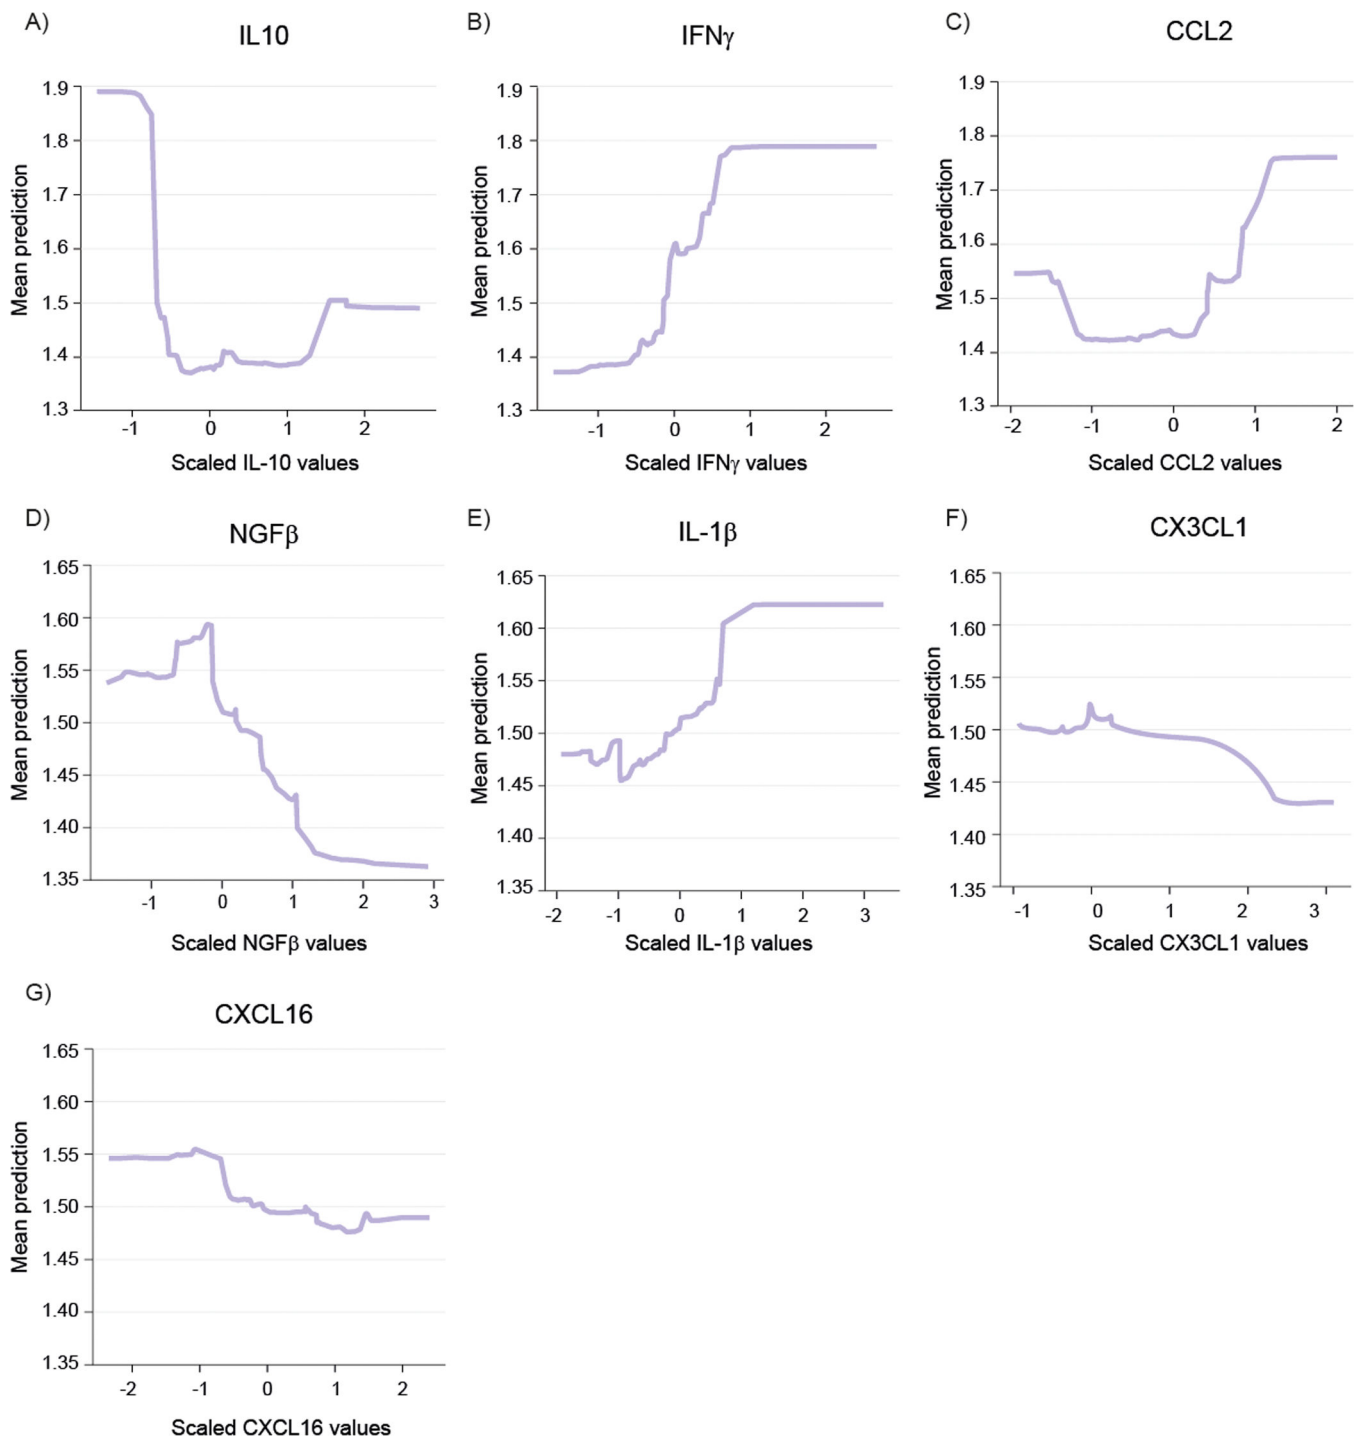 A)
IL10
Mean prediction
1.9
1.8
1.7
1.6
1.5
1.4
1.3
-1 0 1 2
Scaled IL-10 values
B)
IFNγ
Mean prediction
1.9
1.8
1.7
1.6
1.5
1.4
1.3
-1 0 1 2
Scaled IFNγ values
C)
CCL2
Mean prediction
1.9
1.8
1.7
1.6
1.5
1.4
1.3
-2 -1 0 1 2
Scaled CCL2 values
D)
NGFβ
Mean prediction
1.65
1.60
1.55
1.50
1.45
1.40
1.35
-1 0 1 2 3
Scaled NGFβ values
E)
IL-1β
Mean prediction
1.65
1.60
1.55
1.50
1.45
1.40
1.35
-2 -1 0 1 2 3
Scaled IL-1β values
F)
CX3CL1
Mean prediction
1.65
1.60
1.55
1.50
1.45
1.40
1.35
-1 0 1 2 3
Scaled CX3CL1 values
G)
CXCL16
Mean prediction
1.65
1.60
1.55
1.50
1.45
1.40
1.35
-2 -1 0 1 2
Scaled CXCL16 values